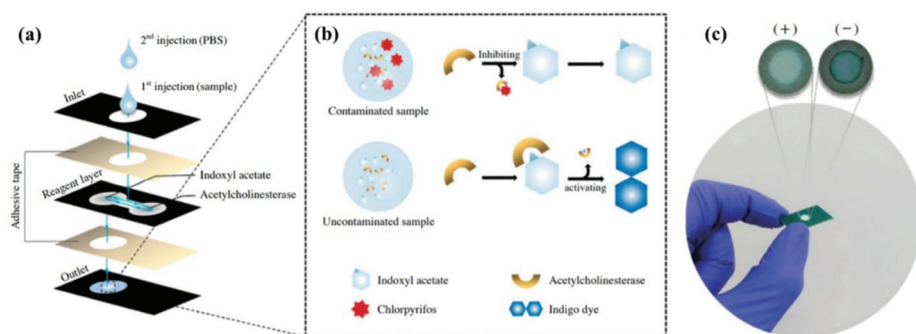 (a)
2nd injection (PBS)
1st injection (sample)
Inlet
Adhesive tape
Reagent layer
Indoxyl acetate
Acetylcholinesterase
Outlet
(b)
Inhibiting
Contaminated sample
activating
Uncontaminated sample
Indoxyl acetate
Acetylcholinesterase
Chlorpyrifos
Indigo dye
(c)
(+)
(−)